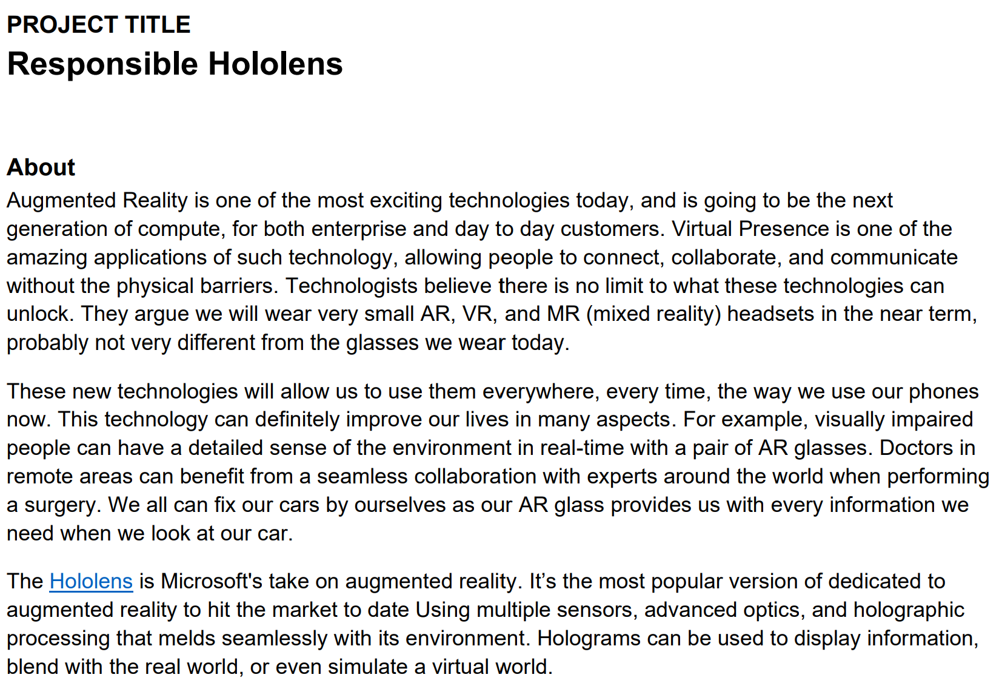 PROJECT TITLE
Responsible Hololens
About
Augmented Reality is one of the most exciting technologies today, and is going to be the next
generation of compute, for both enterprise and day to day customers. Virtual Presence is one of the
amazing applications of such technology, allowing people to connect, collaborate, and communicate
without the physical barriers. Technologists believe there is no limit to what these technologies can
unlock. They argue we will wear very small AR, VR, and MR (mixed reality) headsets in the near term,
probably not very different from the glasses we wear today.
These new technologies will allow us to use them everywhere, every time, the way we use our phones
now. This technology can definitely improve our lives in many aspects. For example, visually impaired
people can have a detailed sense of the environment in real-time with a pair of AR glasses. Doctors in
remote areas can benefit from a seamless collaboration with experts around the world when performing
a surgery. We all can fix our cars by ourselves as our AR glass provides us with every information we
need when we look at our car.
The Hololens is Microsoft's take on augmented reality. It’s the most popular version of dedicated to
augmented reality to hit the market to date Using multiple sensors, advanced optics, and holographic
processing that melds seamlessly with its environment. Holograms can be used to display information,
blend with the real world, or even simulate a virtual world.